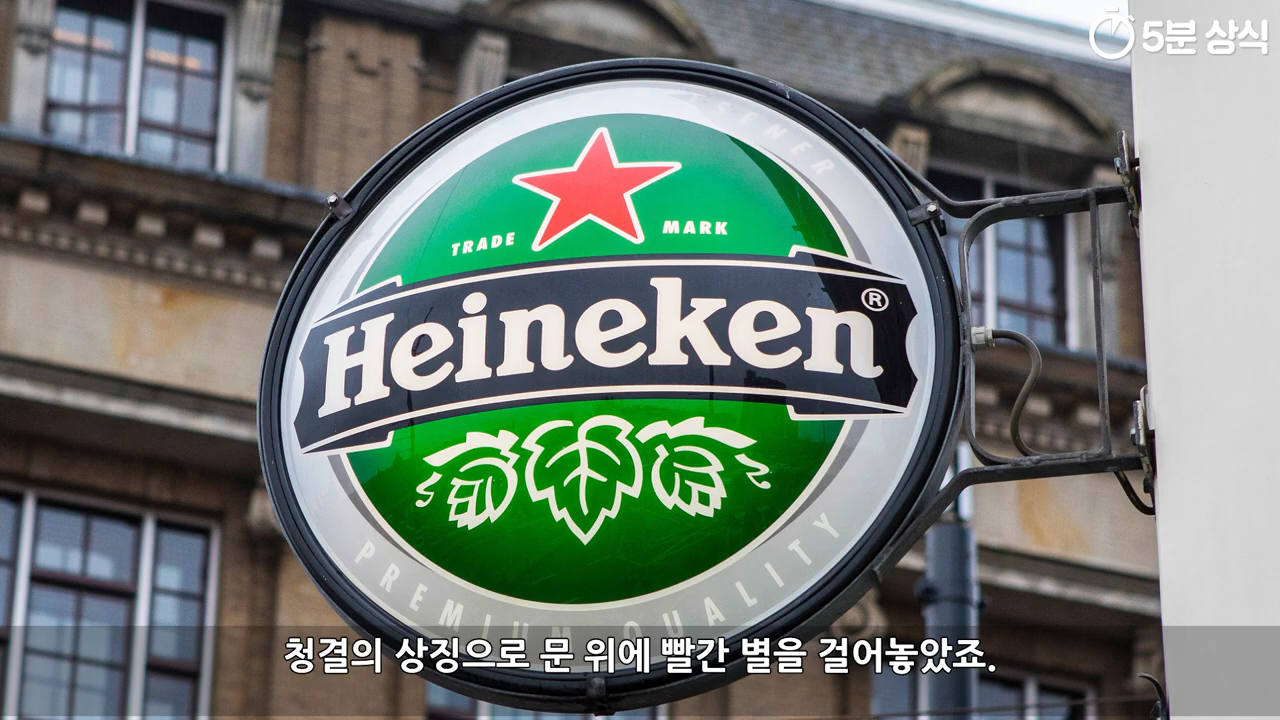 5분 상식
TRADE MARK
Heineken®
PREMIUM QUALITY
청결의 상징으로 문 위에 빨간 별을 걸어놓았죠.